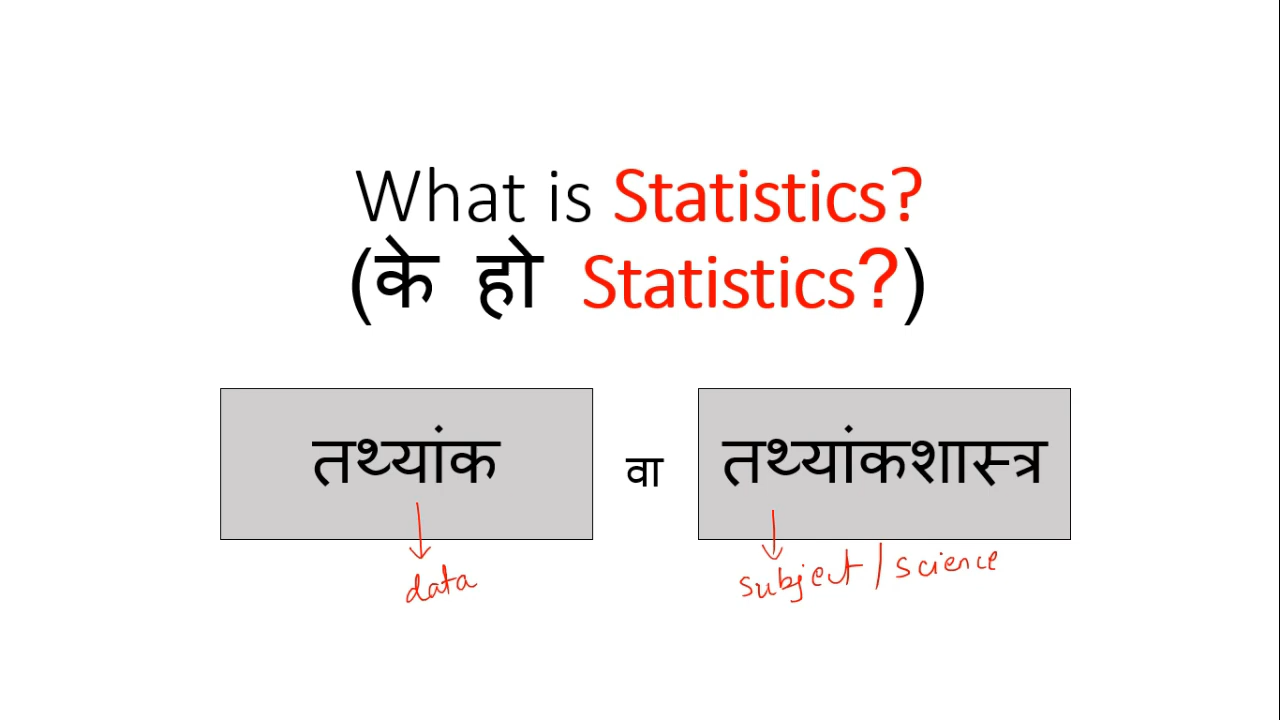 What is Statistics?
(के हो Statistics?)
तथ्यांक वा तथ्यांकशास्त्र
data subject / science